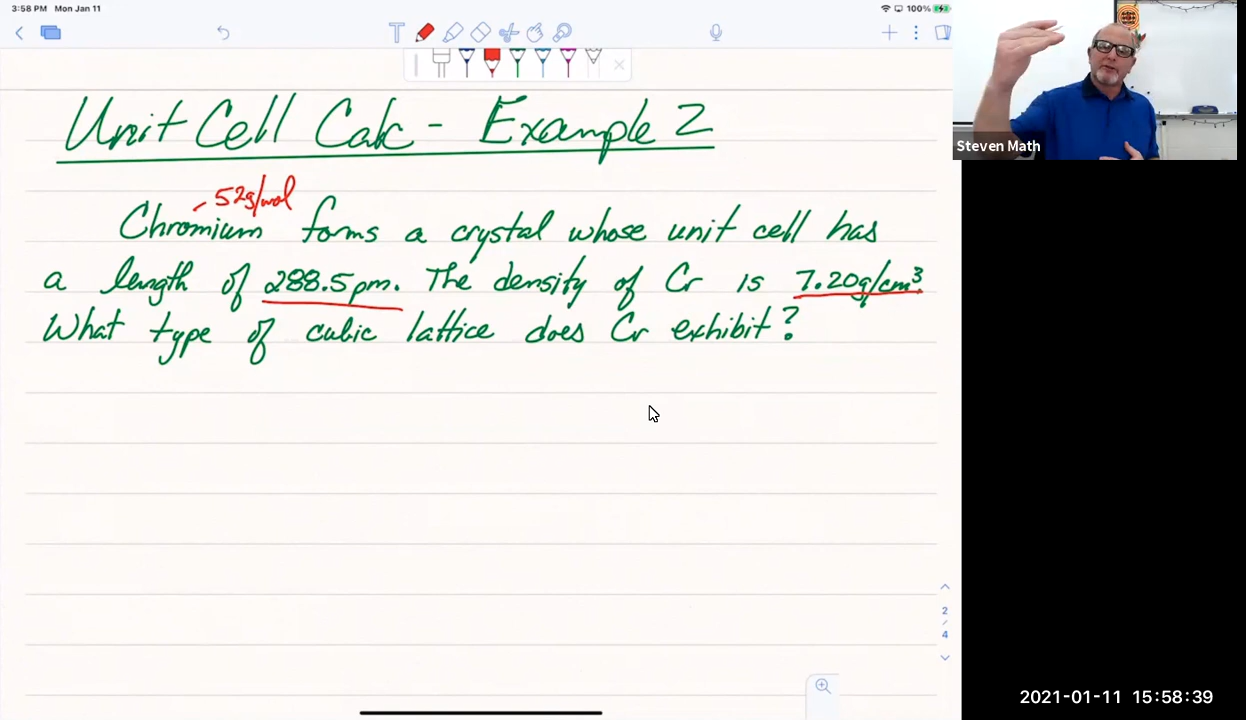 3:58 PM Mon Jan 11
100%
Unit Cell Calc - Example 2
52g/mol
Chromium forms a crystal whose unit cell has
a length of 288.5pm. The density of Cr is 7.20g/cm³.
What type of cubic lattice does Cr exhibit?
2
/
4
Steven Math
2021-01-11 15:58:39